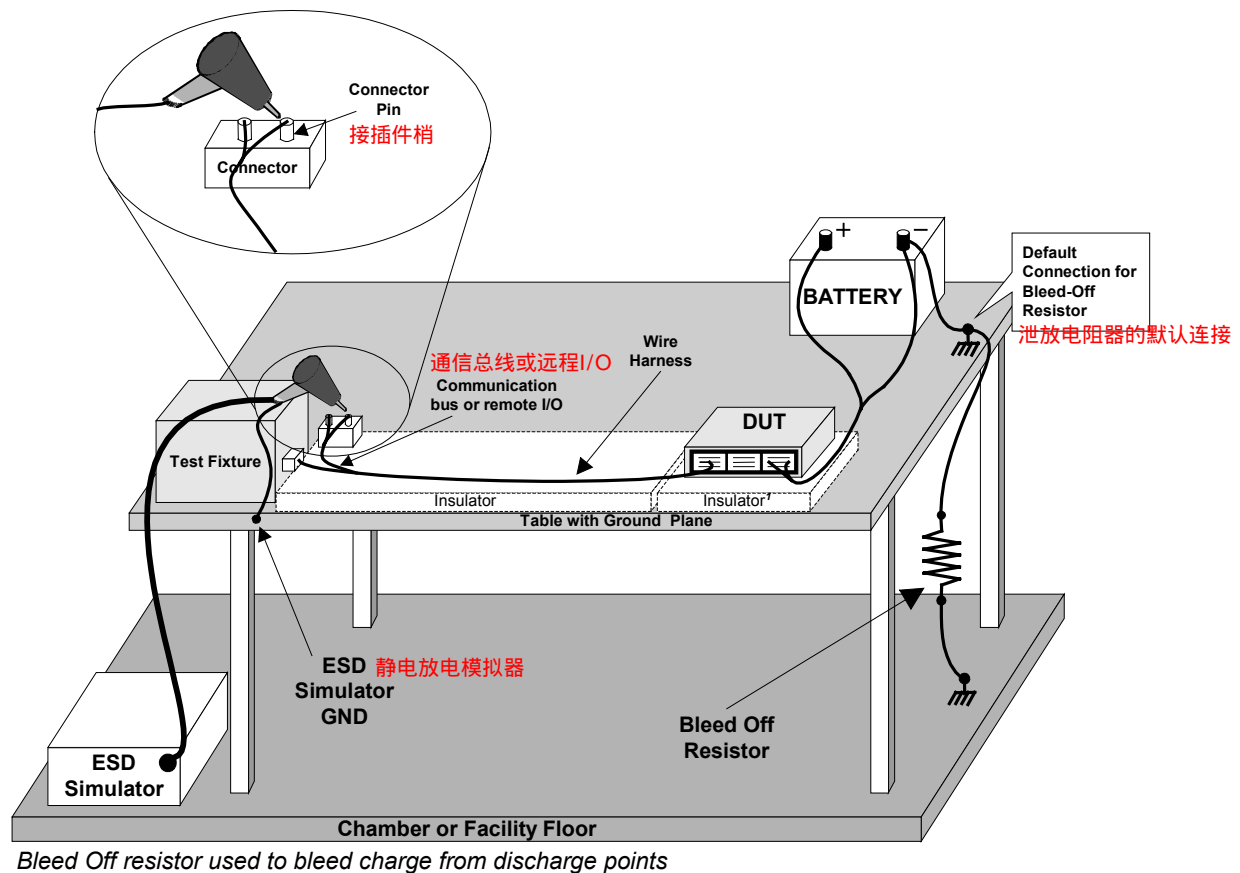 Connector
Pin
接插件梢
Connector
+
−
BATTERY
Default
Connection for
Bleed-Off
Resistor
泄放电阻器的默认连接
Wire
Harness
通信总线或远程I/O
Communication
bus or remote I/O
DUT
Test Fixture
Insulator
Insulator¹
Table with Ground Plane
ESD 静电放电模拟器
Simulator
GND
Bleed Off
Resistor
ESD
Simulator
Chamber or Facility Floor
Bleed Off resistor used to bleed charge from discharge points